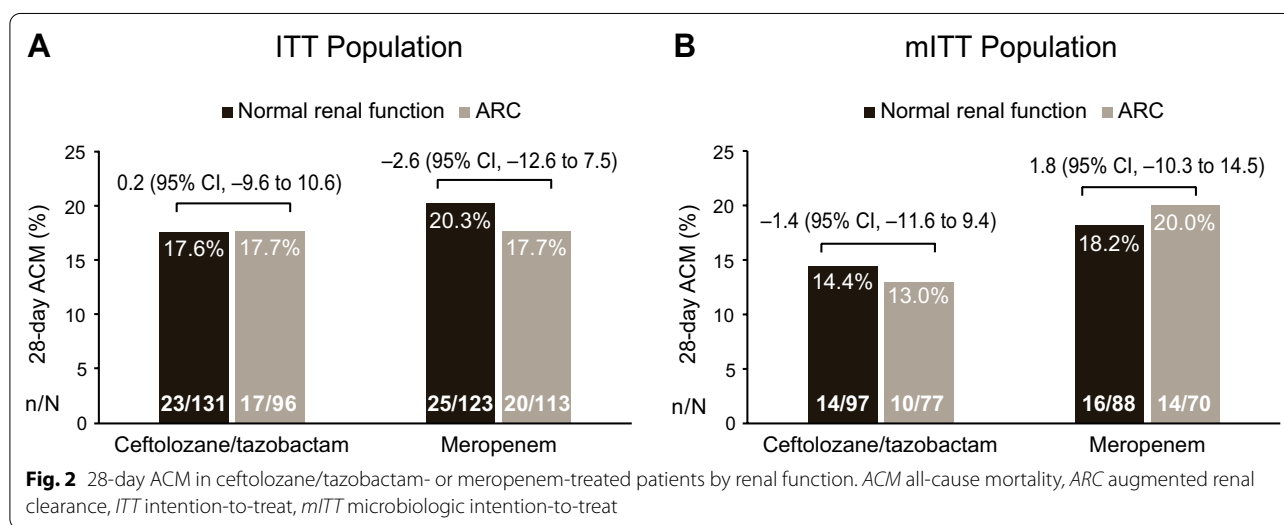 A ITT Population
Normal renal function ARC
28-day ACM (%)
25
20
15
10
5
0
n/N
0.2 (95% CI, –9.6 to 10.6)
–2.6 (95% CI, –12.6 to 7.5)
17.6% 17.7% 20.3% 17.7%
23/131 17/96 25/123 20/113
Ceftolozane/tazobactam Meropenem
B mITT Population
Normal renal function ARC
28-day ACM (%)
25
20
15
10
5
0
n/N
–1.4 (95% CI, –11.6 to 9.4)
1.8 (95% CI, –10.3 to 14.5)
14.4% 13.0% 18.2% 20.0%
14/97 10/77 16/88 14/70
Ceftolozane/tazobactam Meropenem
Fig. 2 28-day ACM in ceftolozane/tazobactam- or meropenem-treated patients by renal function. ACM all-cause mortality, ARC augmented renal
clearance, ITT intention-to-treat, mITT microbiologic intention-to-treat